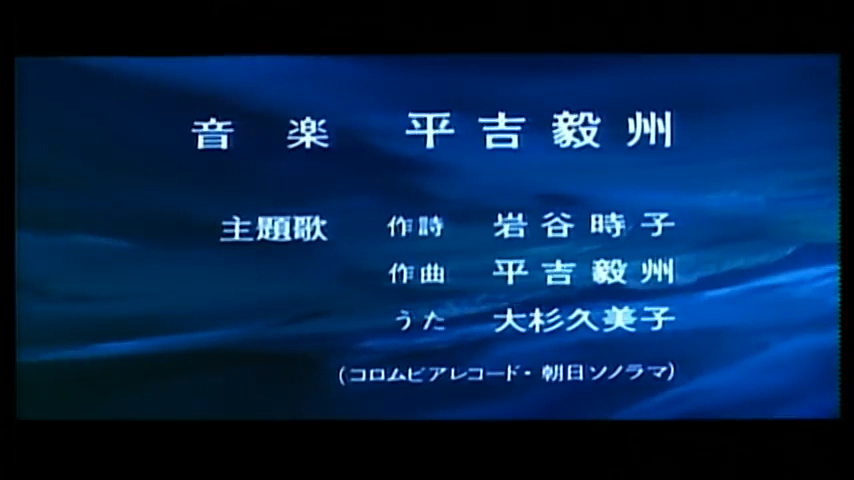 音楽 平吉毅州
主題歌 作詩 岩谷時子
作曲 平吉毅州
うた 大杉久美子
(コロムビアレコード・朝日ソノラマ)